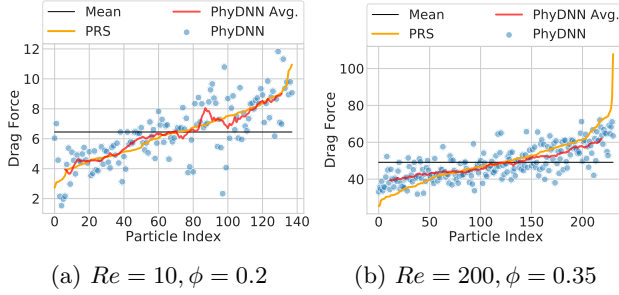 Mean
PhyDNN Avg.
PRS
PhyDNN
12
10
8
6
4
2
Drag Force
0 20 40 60 80 100 120 140
Particle Index
(a) Re = 10, ϕ = 0.2
Mean
PhyDNN Avg.
PRS
PhyDNN
100
80
60
40
Drag Force
0 50 100 150 200
Particle Index
(b) Re = 200, ϕ = 0.35